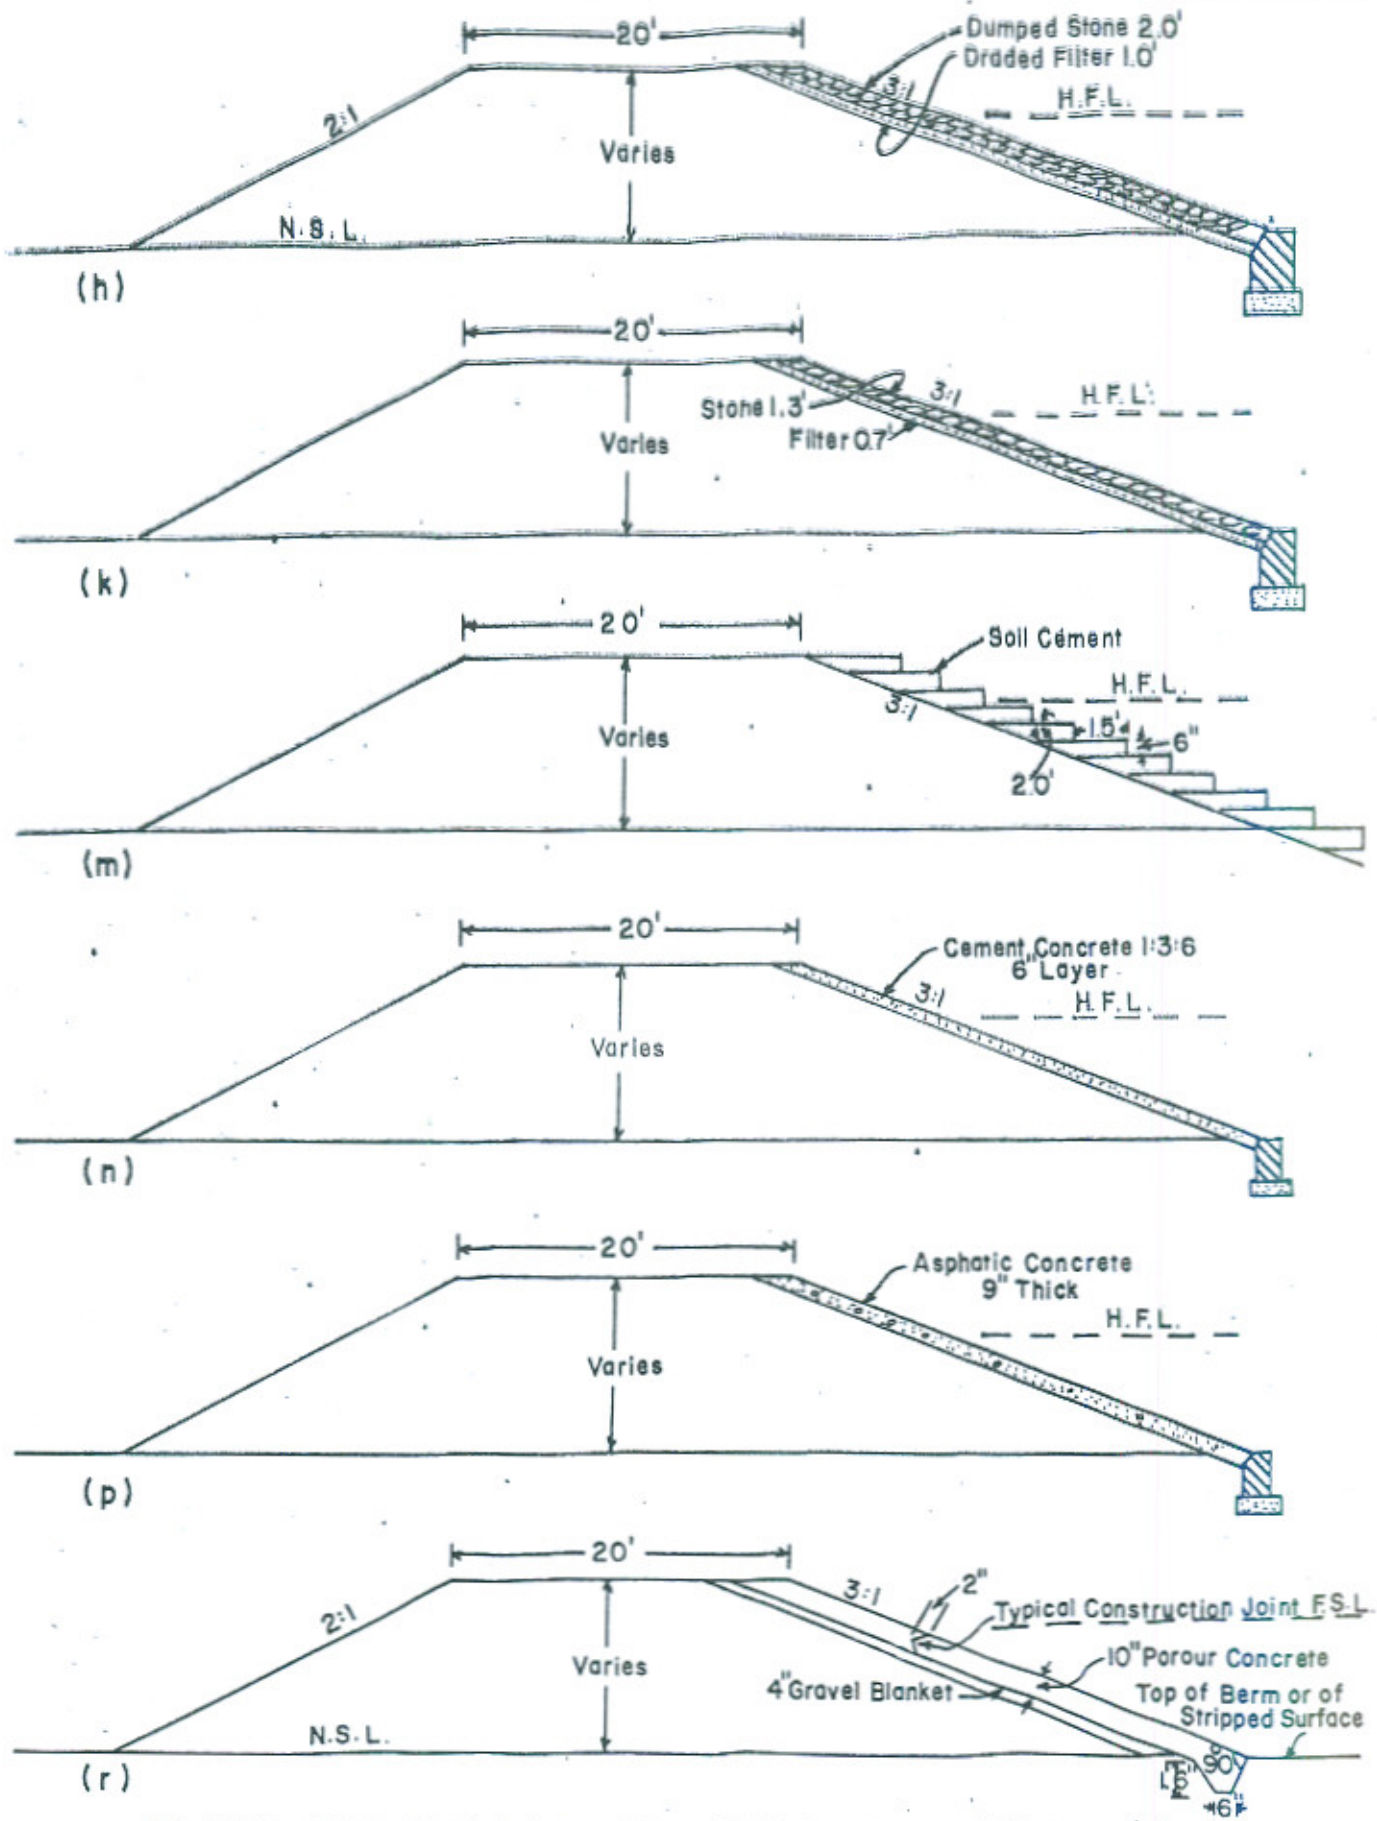 20'
Dumped Stone 2.0'
Draded Filter 1.0'
3:1
H.F.L.
2:1
Varies
N.S.L.
(h)
20'
3:1
H.F.L.
Stone 1.3'
Filter 0.7'
Varies
(k)
20'
Soil Cement
H.F.L.
3:1
1.5'
6"
Varies
2.0'
(m)
20'
Cement Concrete 1:3:6
6" Layer
3:1
H.F.L.
Varies
(n)
20'
Asphatic Concrete
9" Thick
H.F.L.
Varies
(p)
20'
3:1
2"
2:1
Typical Construction Joint F.S.L.
10" Porour Concrete
Varies
4" Gravel Blanket
Top of Berm or of
Stripped Surface
N.S.L.
90°
6"
(r)